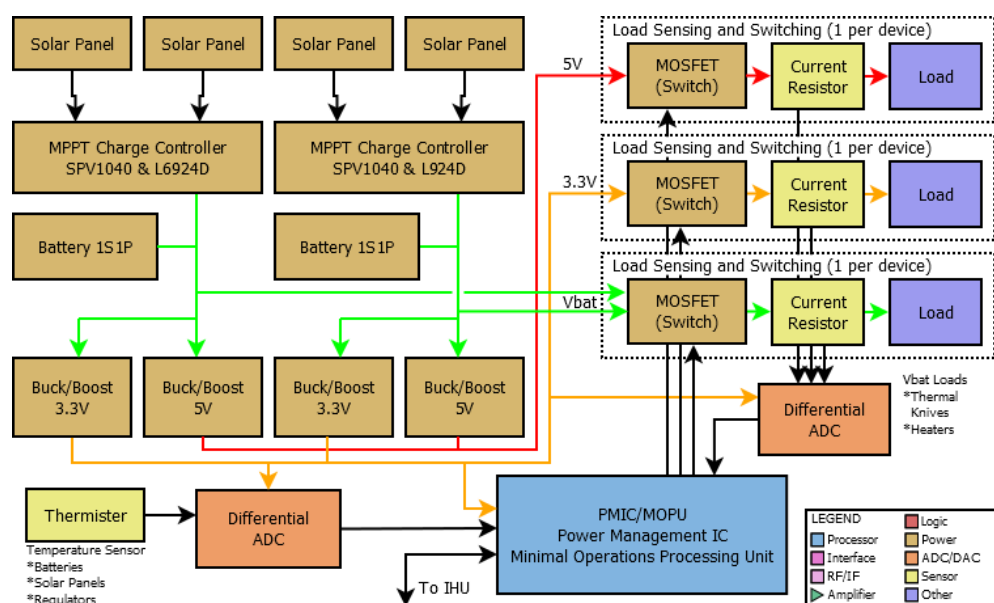 Solar Panel
Solar Panel
Solar Panel
Solar Panel
MPPT Charge Controller
SPV1040 & L6924D
MPPT Charge Controller
SPV1040 & L924D
Battery 1S1P
Battery 1S1P
Buck/Boost
3.3V
Buck/Boost
5V
Buck/Boost
3.3V
Buck/Boost
5V
Load Sensing and Switching (1 per device)
5V
MOSFET
(Switch)
Current
Resistor
Load
Load Sensing and Switching (1 per device)
3.3V
MOSFET
(Switch)
Current
Resistor
Load
Load Sensing and Switching (1 per device)
Vbat
MOSFET
(Switch)
Current
Resistor
Load
Differential
ADC
Vbat Loads
*Thermal
Knives
*Heaters
Thermister
Temperature Sensor
*Batteries
*Solar Panels
*Regulators
Differential
ADC
PMIC/MOPU
Power Management IC
Minimal Operations Processing Unit
To IHU
LEGEND
Processor
Interface
RF/IF
Amplifier
Logic
Power
ADC/DAC
Sensor
Other